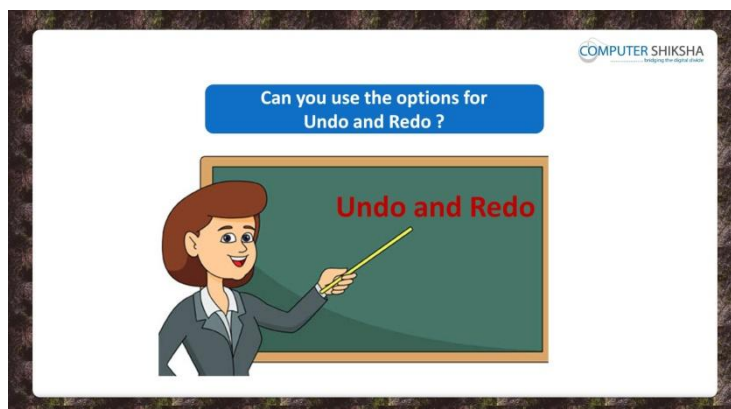 COMPUTER SHIKSHA
bridging the digital divide
Can you use the options for
Undo and Redo ?
Undo and Redo